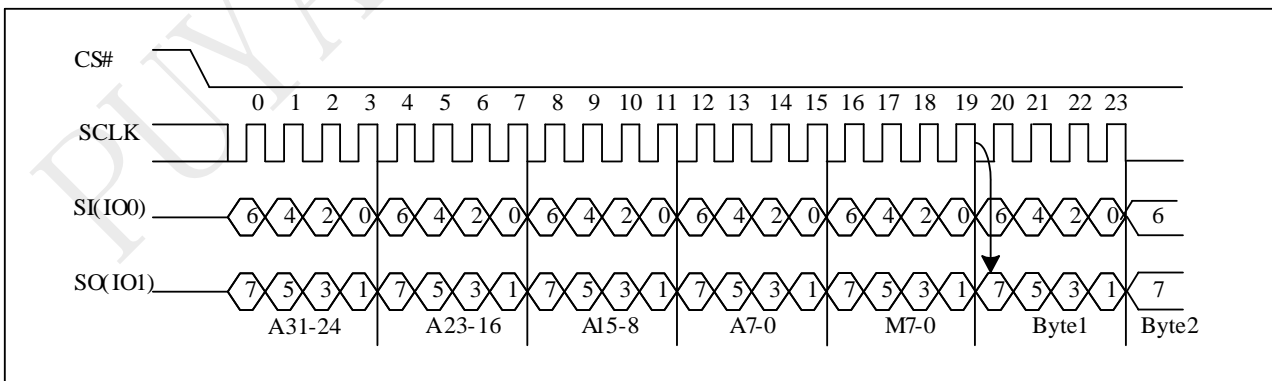 PUYA
CS#
0 1 2 3 4 5 6 7 8 9 10 11 12 13 14 15 16 17 18 19 20 21 22 23
SCLK
SI(IO0) 6 4 2 0 6 4 2 0 6 4 2 0 6 4 2 0 6 4 2 0 6 4 2 0 6
SO(IO1) 7 5 3 1 7 5 3 1 7 5 3 1 7 5 3 1 7 5 3 1 7 5 3 1 7
A31-24 A23-16 A15-8 A7-0 M7-0 Byte1 Byte2